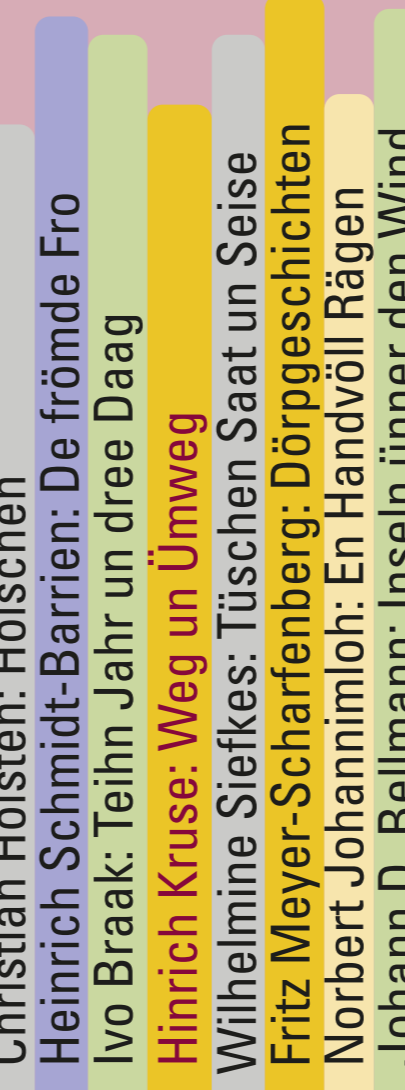 Christian Holsten: Holschen
Heinrich Schmidt-Barrien: De frömde Fro
Ivo Braak: Teihn Jahr un dree Daag
Hinrich Kruse: Weg un Ümweg
Wilhelmine Siefkes: Tüschen Saat un Seise
Fritz Meyer-Scharfenberg: Dörpgeschichten
Norbert Johannimloh: En Handvöll Rägen
Johann D. Bellmann: Inseln ünner den Wind